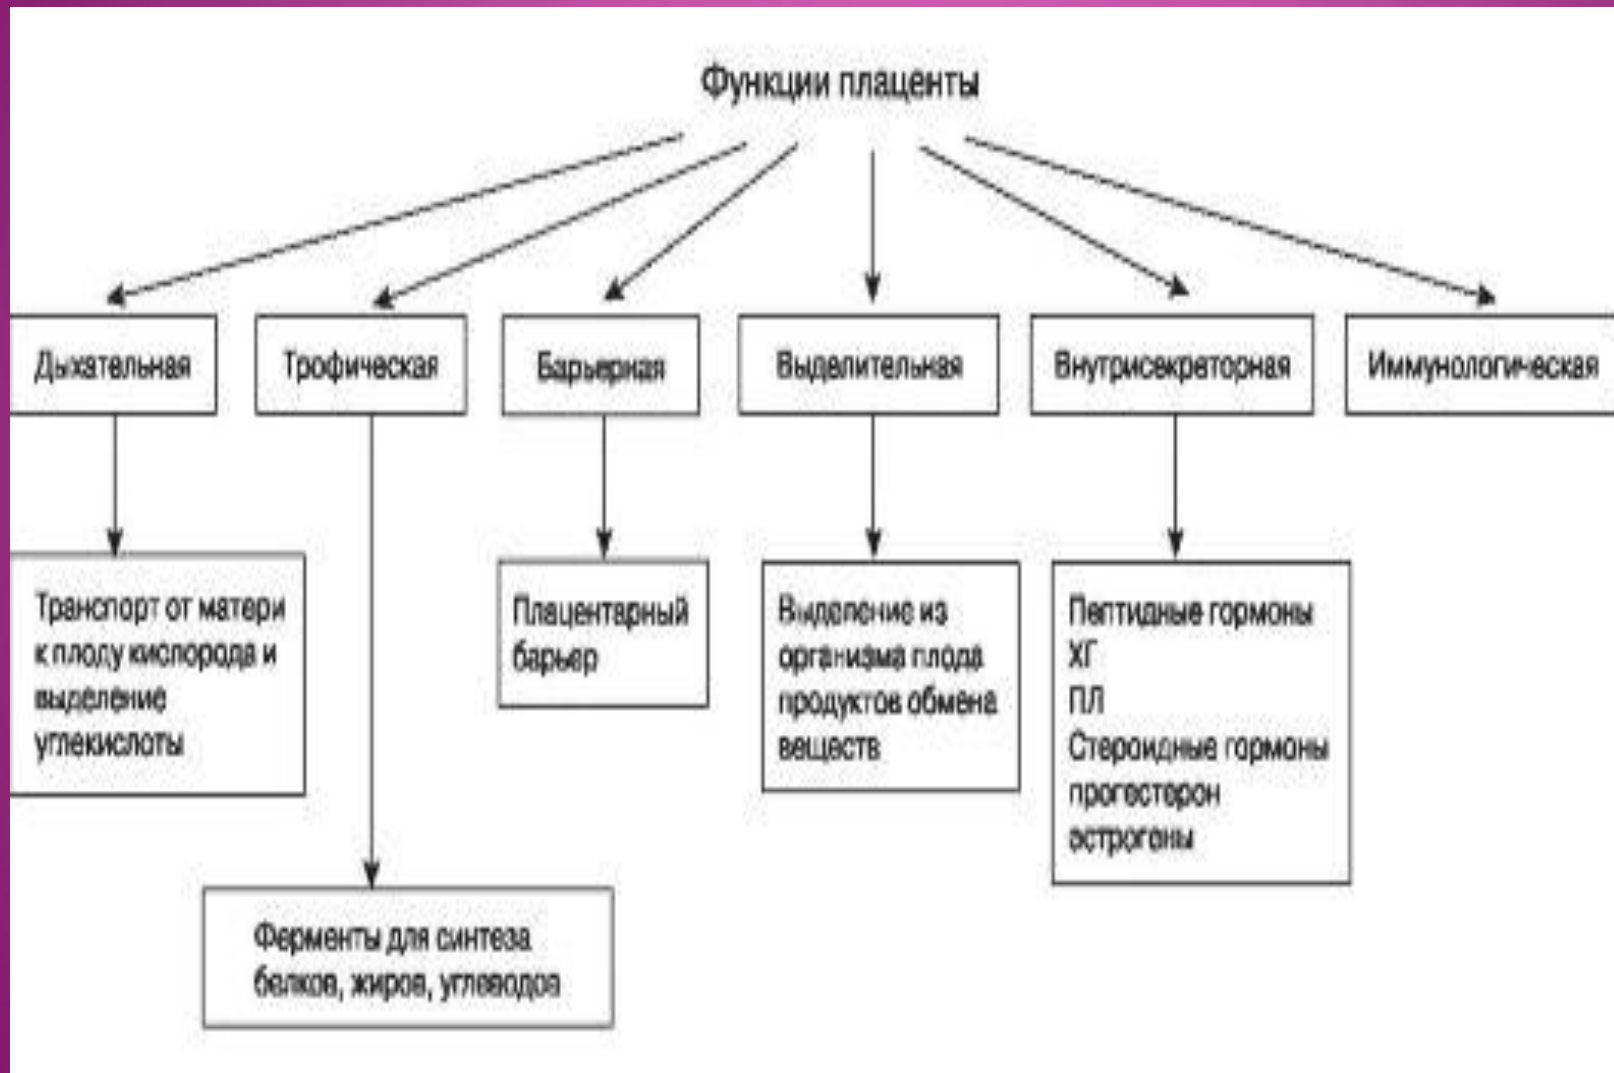 Функции плаценты
Дыхательная
Трофическая
Барьерная
Выделительная
Внутрисекреторная
Иммунологическая
Транспорт от матери
к плоду кислорода и
выделение
углекислоты
Ферменты для синтеза
белков, жиров, углеводов
Плацентарный
барьер
Выделение из
организма плода
продуктов обмена
веществ
Пептидные гормоны
ХГ
ПЛ
Стероидные гормоны
прогестерон
эстрогены